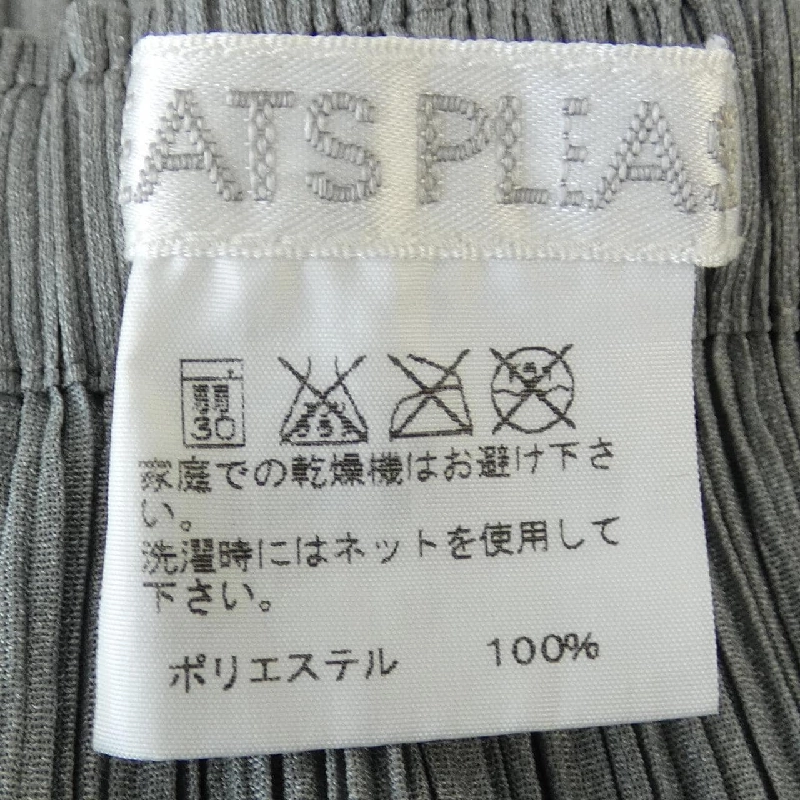 EATS PLEAS
30
家庭での乾燥機はお避け下さ
い。
洗濯時にはネットを使用して
下さい。
ポリエステル 100%